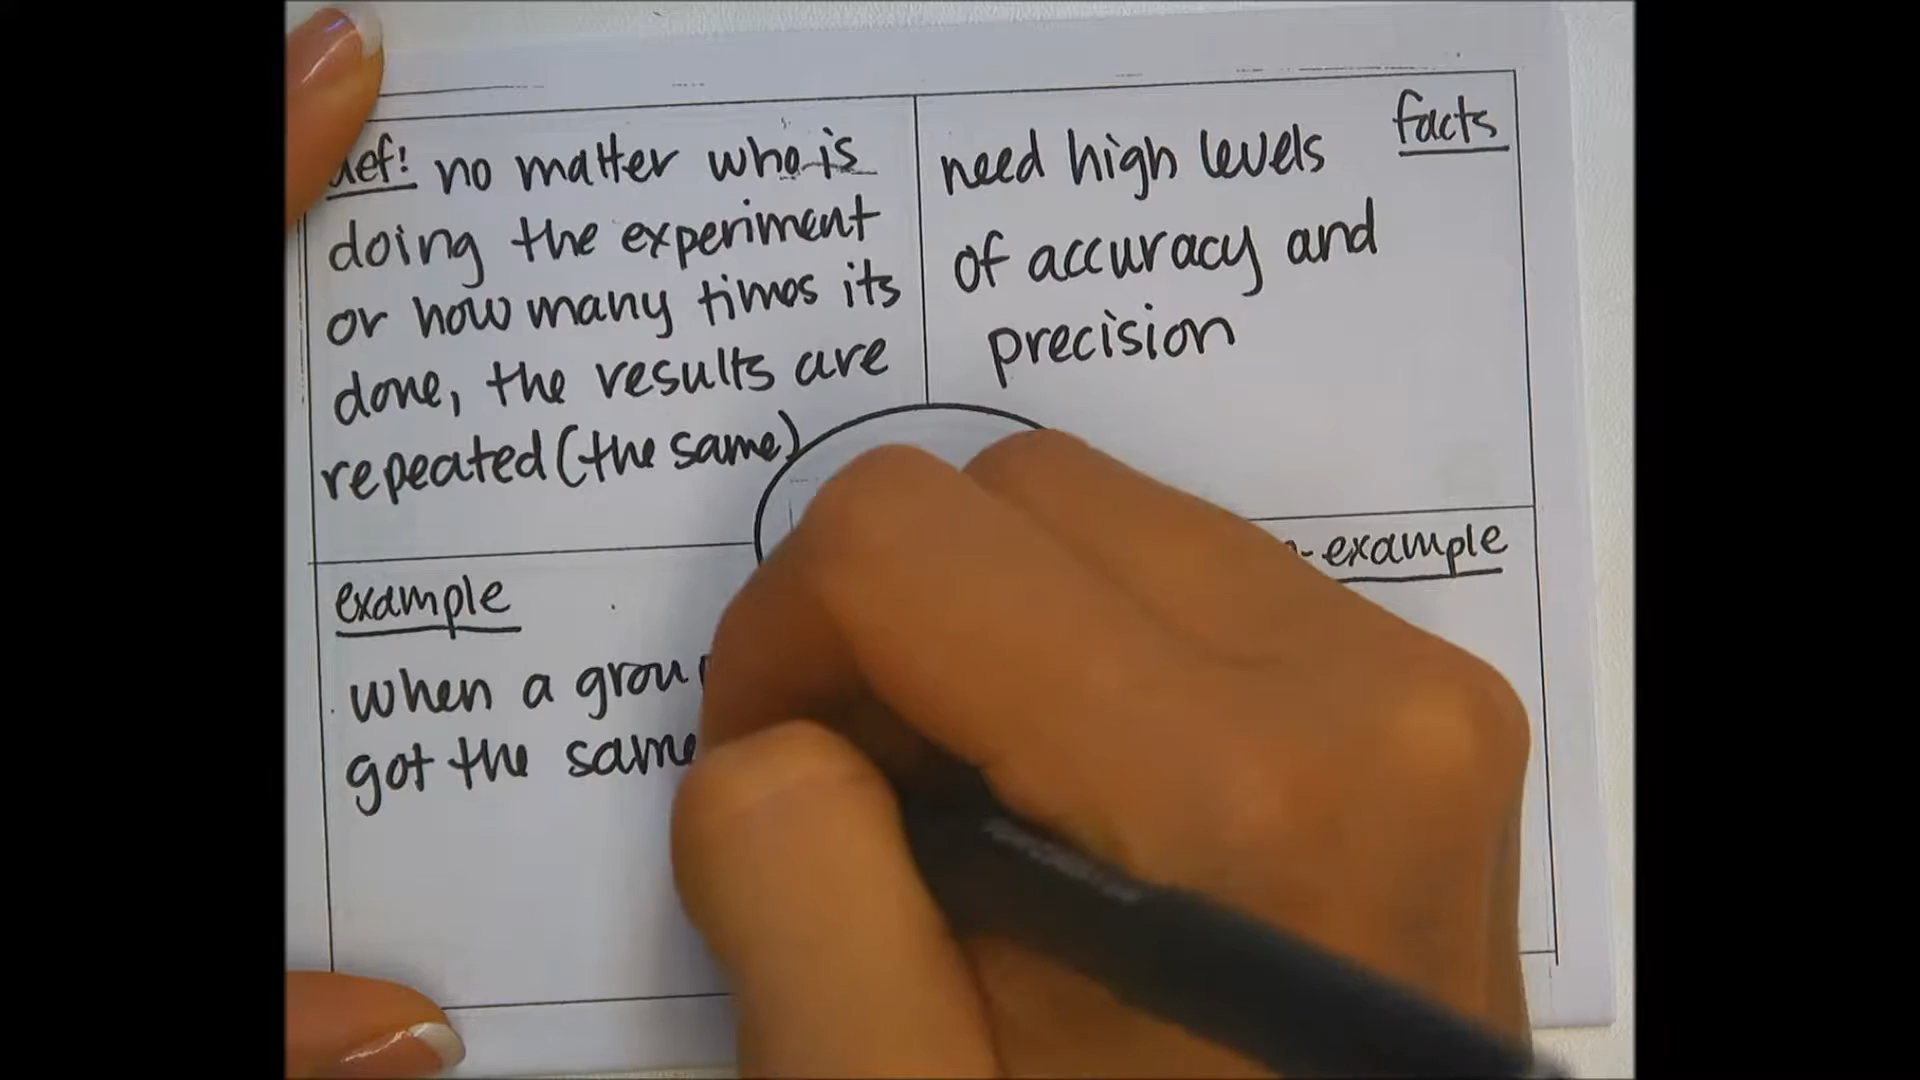 def: no matter who is
doing the experiment
or how many times its
done, the results are
repeated (the same)
facts
need high levels
of accuracy and
precision
example
when a group
got the same
-example